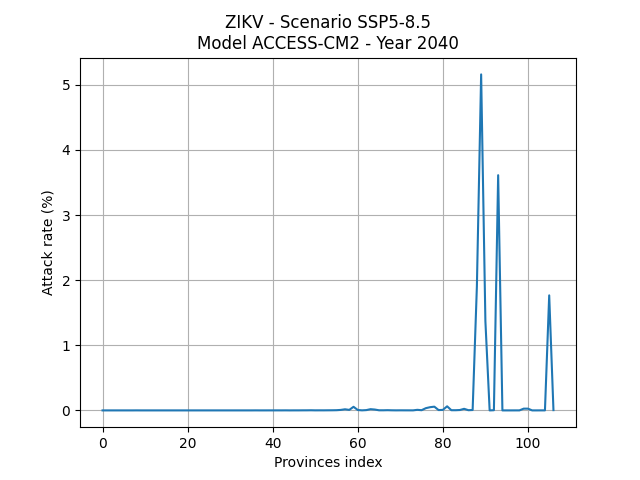 ZIKV - Scenario SSP5-8.5
Model ACCESS-CM2 - Year 2040
5
4
3
2
1
0
Attack rate (%)
0 20 40 60 80 100
Provinces index